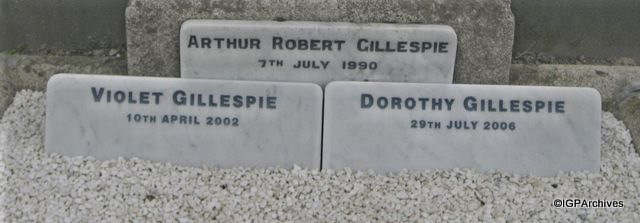 ARTHUR ROBERT GILLESPIE
7TH JULY 1990
VIOLET GILLESPIE
10TH APRIL 2002
DOROTHY GILLESPIE
29TH JULY 2006
©IGPArchives